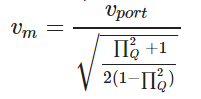 v_m = \frac{v_{port}}{\sqrt{\frac{\prod_Q^2 +1}{2(1-\prod_Q^2)}}}